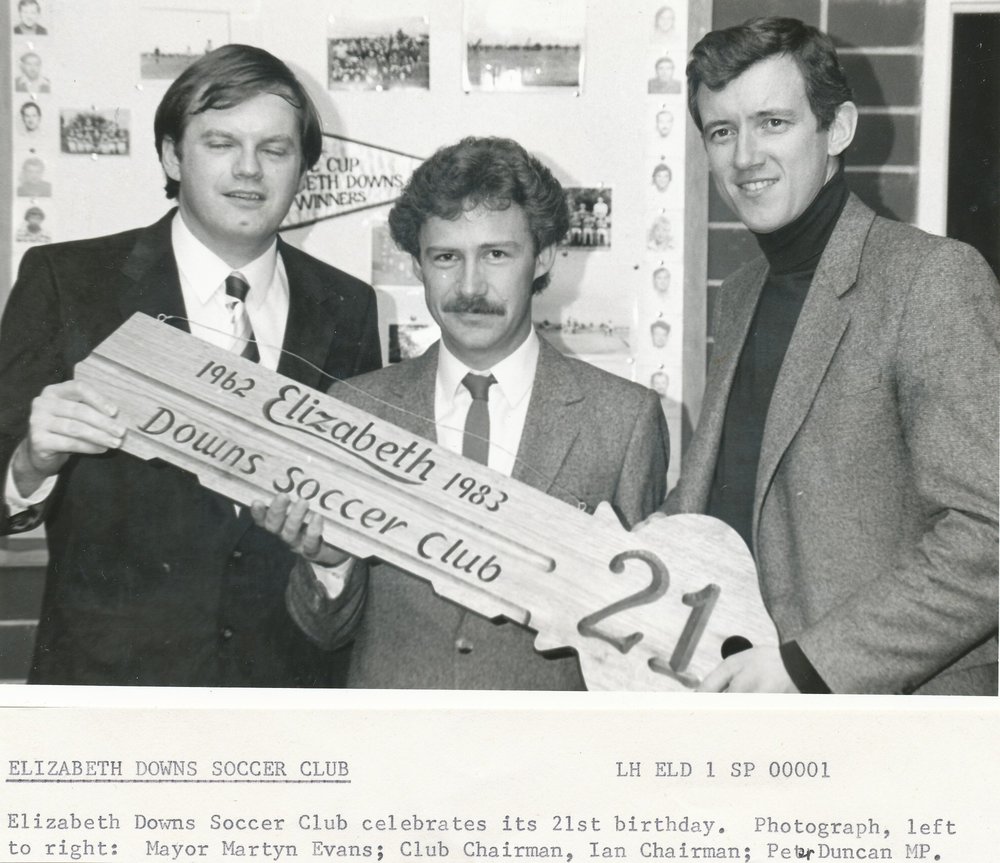 E CUP
ETH DOWNS
WINNERS
1962 Elizabeth 1983
Downs Soccer Club
21
ELIZABETH DOWNS SOCCER CLUB
LH ELD 1 SP 00001
Elizabeth Downs Soccer Club celebrates its 21st birthday. Photograph, left
to right: Mayor Martyn Evans; Club Chairman, Ian Chairman; Peter Duncan MP.